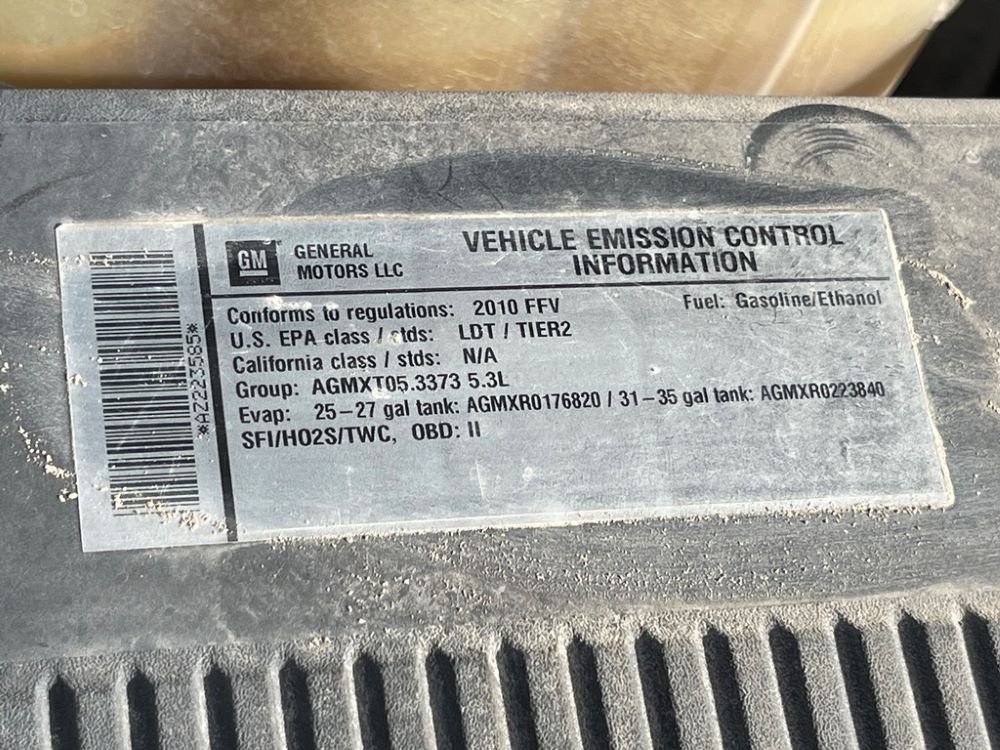 GM GENERAL MOTORS LLC
VEHICLE EMISSION CONTROL
INFORMATION
Conforms to regulations: 2010 FFV
Fuel: Gasoline/Ethanol
U.S. EPA class / stds: LDT / TIER2
California class / stds: N/A
Group: AGMXT05.3373 5.3L
Evap: 25-27 gal tank: AGMXR0176820 / 31-35 gal tank: AGMXR0223840
SFI/HO2S/TWC, OBD: II
*AZ223585*